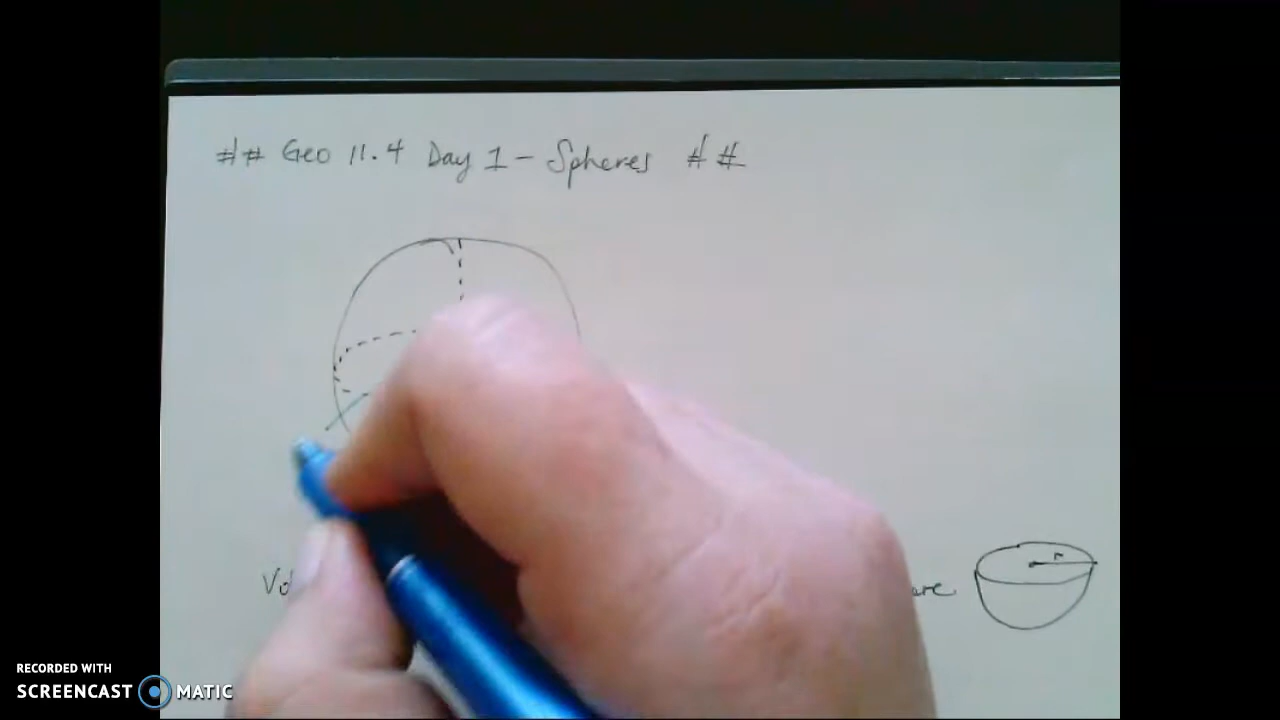 ## Geo 11.4 Day 1 - Spheres ##
r
RECORDED WITH
SCREENCAST MATIC